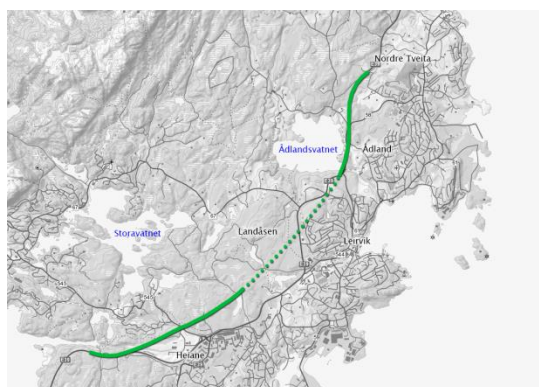 Nordre Tveita
Ådlandsvatnet
Ådland
Landåsen
Storavatnet
Leirvik
Heiane